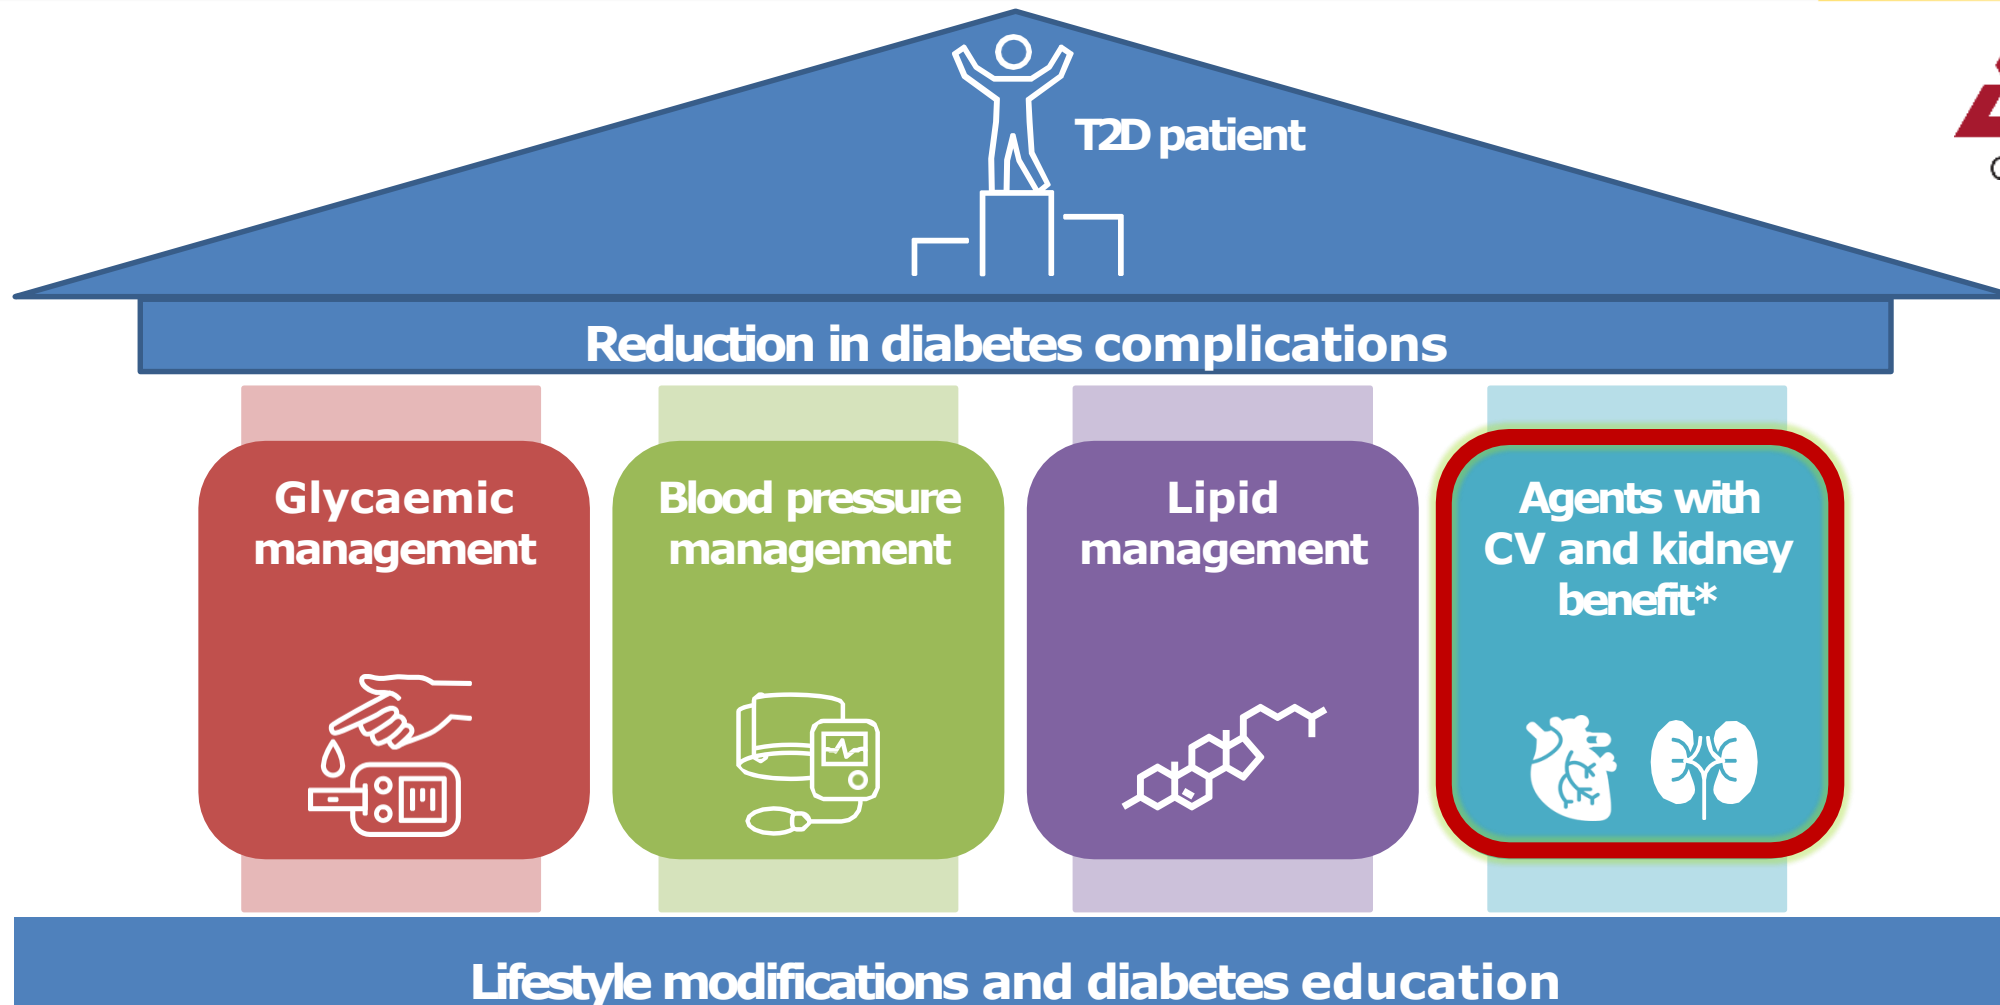 T2D patient
Reduction in diabetes complications
Glycaemic
management
Blood pressure
management
Lipid
management
Agents with
CV and kidney
benefit*
Lifestyle modifications and diabetes education